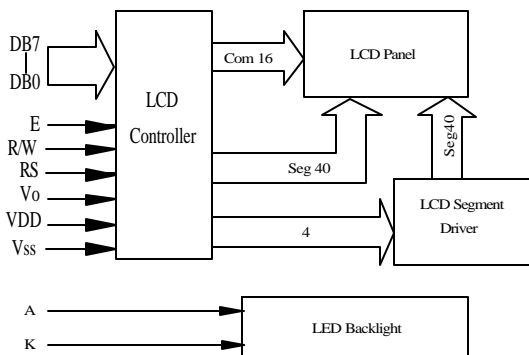 DB7
DB0
E
R/W
RS
Vo
VDD
Vss
LCD
Controller
Com 16
LCD Panel
Seg 40
Seg40
4
LCD Segment
Driver
A
K
LED Backlight